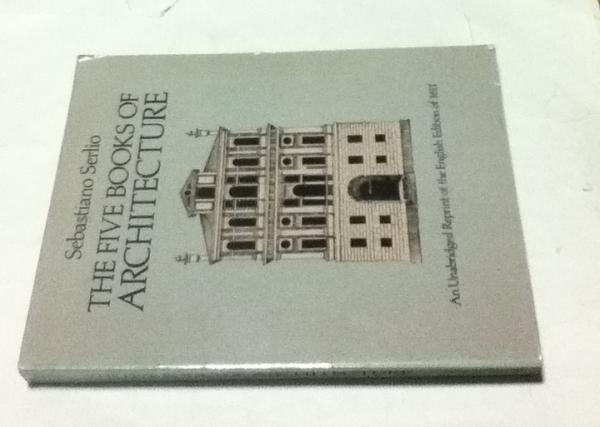 Sebastiano Serlio
THE FIVE BOOKS OF
ARCHITECTURE
An Unabridged Reprint of the English Edition of 1611